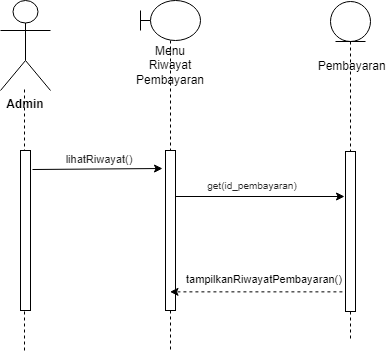 Admin
Menu
Riwayat
Pembayaran
Pembayaran
lihatRiwayat()
get(id_pembayaran)
tampilkanRiwayatPembayaran()